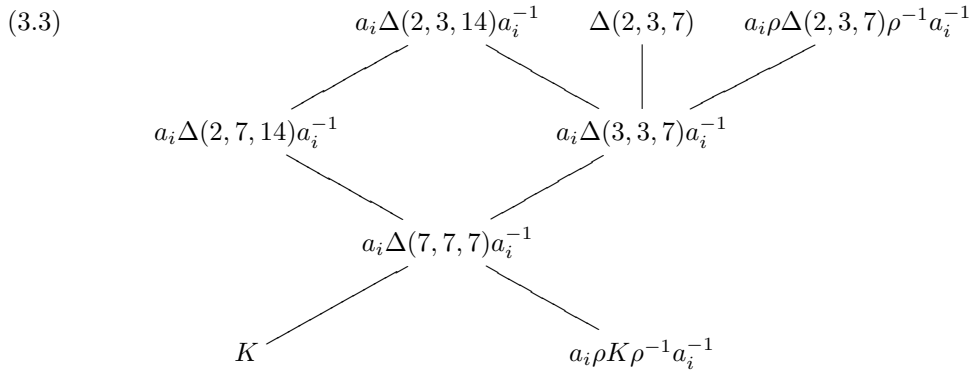 (3.3) a_iΔ(2, 3, 14)a_i^{-1} Δ(2, 3, 7) a_iρΔ(2, 3, 7)ρ^{-1}a_i^{-1}
a_iΔ(2, 7, 14)a_i^{-1} a_iΔ(3, 3, 7)a_i^{-1}
a_iΔ(7, 7, 7)a_i^{-1}
K a_iρKρ^{-1}a_i^{-1}